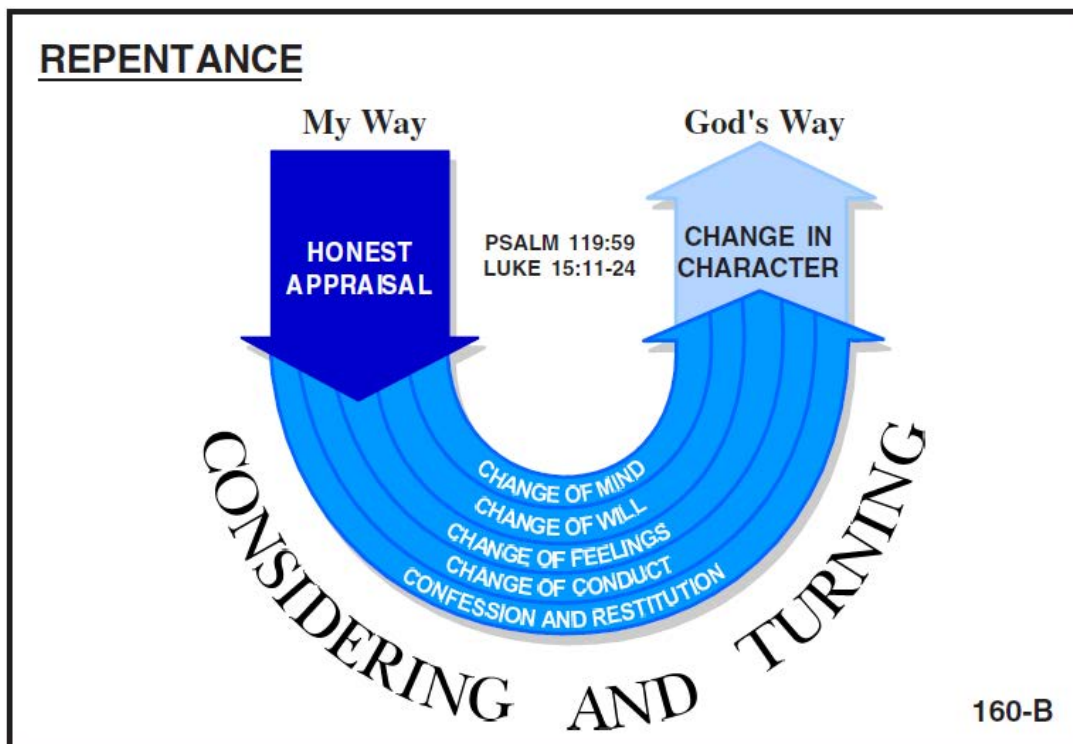 REPENTANCE
My Way
God's Way
HONEST
APPRAISAL
PSALM 119:59
LUKE 15:11-24
CHANGE IN
CHARACTER
CHANGE OF MIND
CHANGE OF WILL
CHANGE OF FEELINGS
CHANGE OF CONDUCT
CONFESSION AND RESTITUTION
CONSIDERING AND TURNING
160-B